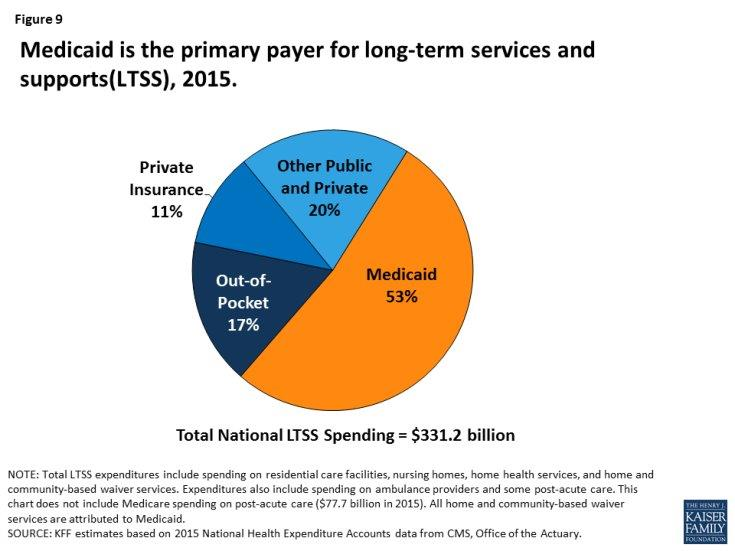 Figure 9
Medicaid is the primary payer for long-term services and
supports(LTSS), 2015.
Other Public
and Private
20%
Private
Insurance
11%
Medicaid
53%
Out-of-
Pocket
17%
Total National LTSS Spending = $331.2 billion
NOTE: Total LTSS expenditures include spending on residential care facilities, nursing homes, home health services, and home and
community-based waiver services. Expenditures also include spending on ambulance providers and some post-acute care. This
chart does not include Medicare spending on post-acute care ($77.7 billion in 2015). All home and community-based waiver
services are attributed to Medicaid.
SOURCE: KFF estimates based on 2015 National Health Expenditure Accounts data from CMS, Office of the Actuary.
THE HENRY J.
KAISER
FAMILY
FOUNDATION